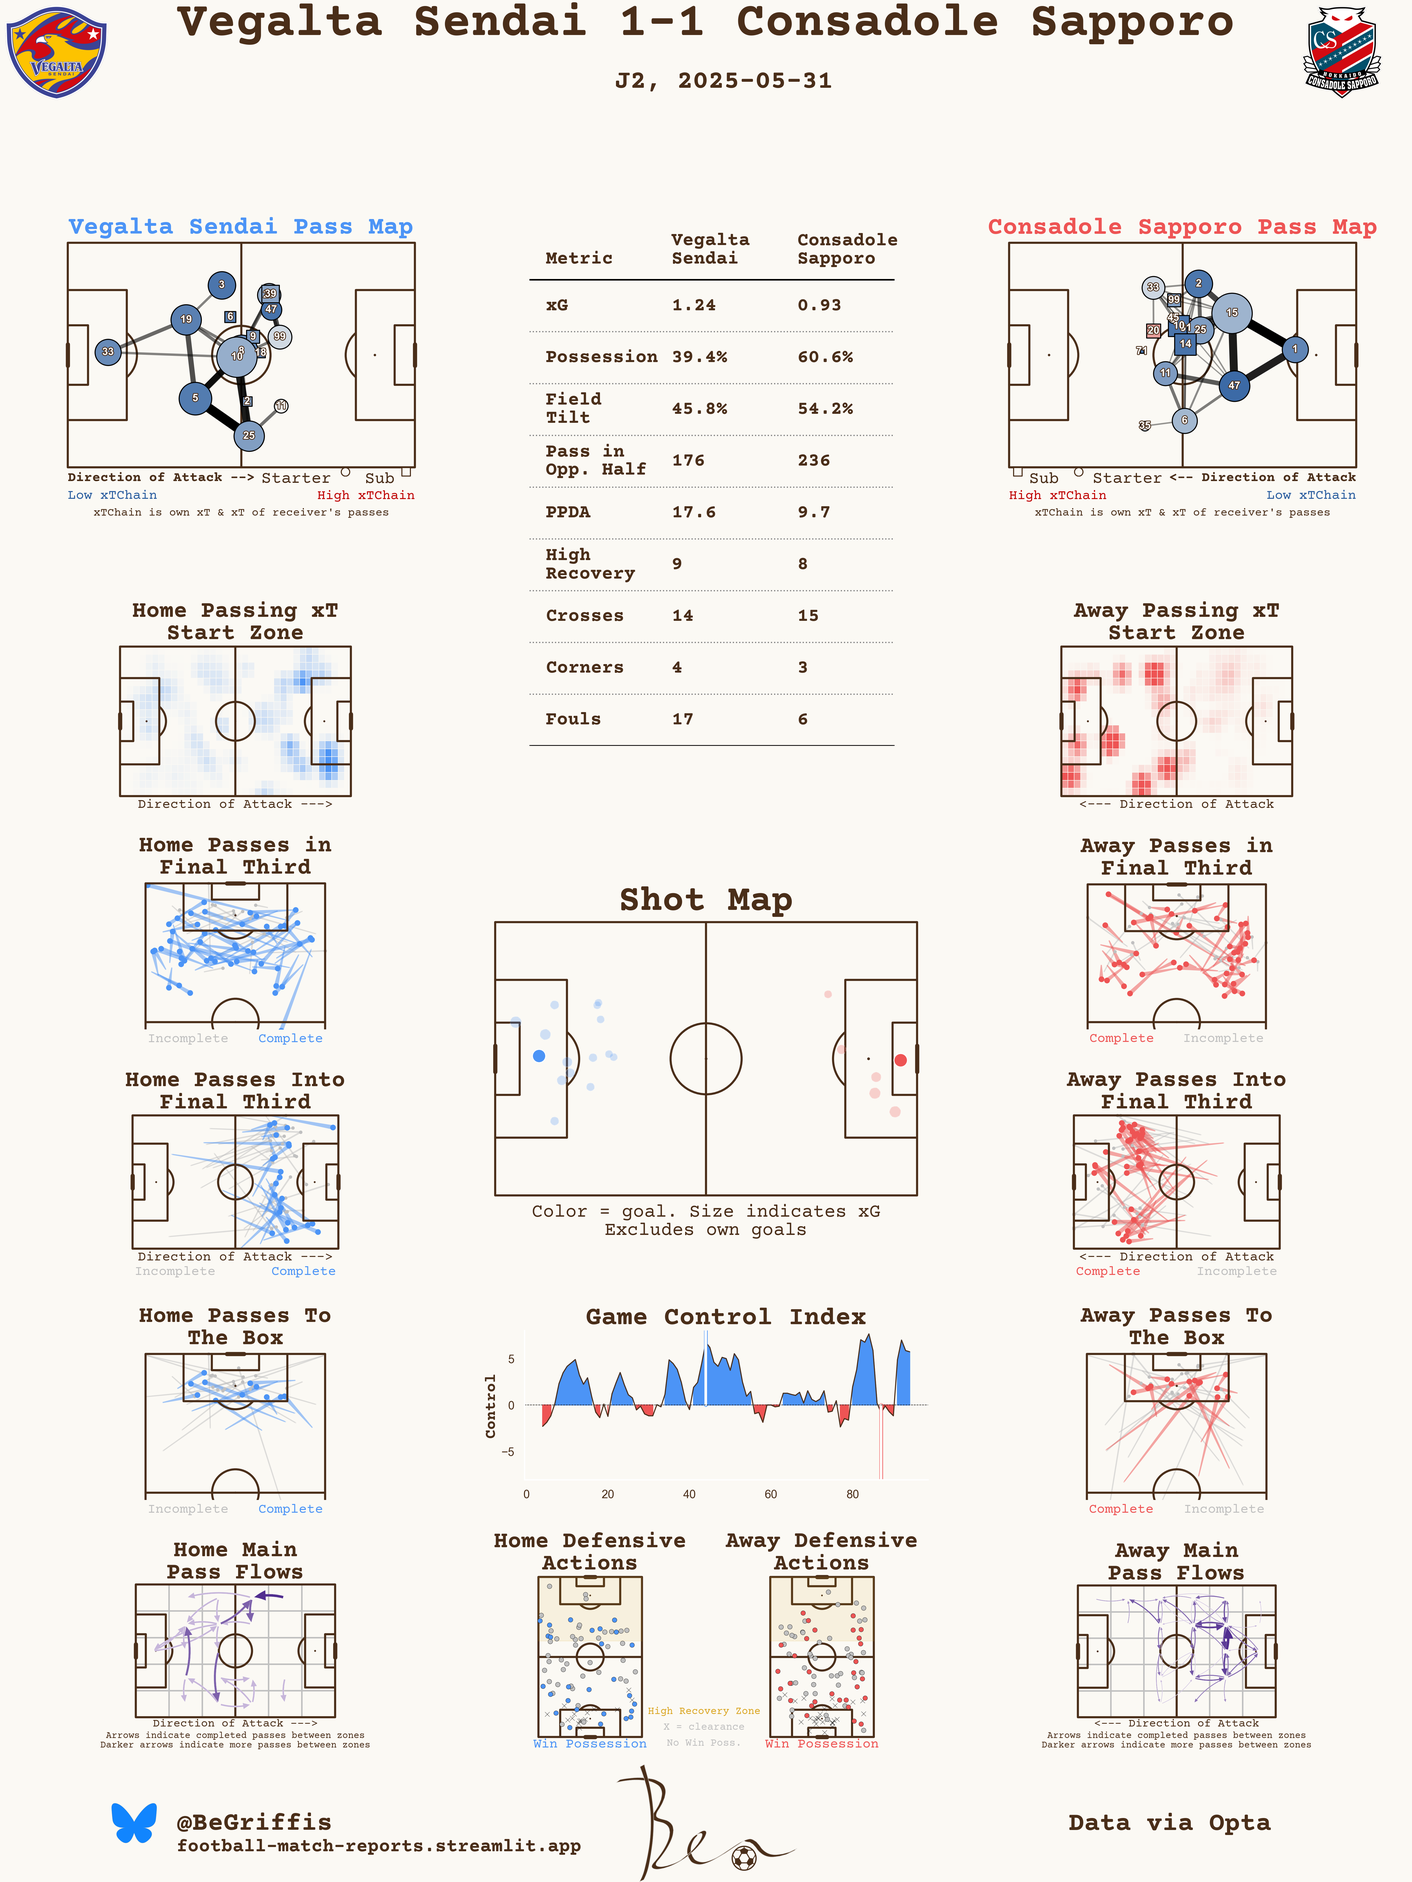 Vegalta Sendai 1-1 Consadole Sapporo
J2, 2025-05-31
VEGALTA
SENDAI
CS
HOKKAIDO
CONSADOLE SAPPORO
Vegalta Sendai Pass Map
3
39
47
6
19
9
99
8
18
10
33
5
2
11
25
Direction of Attack --> Starter Sub
Low xTChain High xTChain
xTChain is own xT & xT of receiver's passes
Metric Vegalta Sendai Consadole Sapporo
xG 1.24 0.93
Possession 39.4% 60.6%
Field Tilt 45.8% 54.2%
Pass in Opp. Half 176 236
PPDA 17.6 9.7
High Recovery 9 8
Crosses 14 15
Corners 4 3
Fouls 17 6
Consadole Sapporo Pass Map
33
2
99
15
45
10
25
20
14
1
11
47
6
35
Sub Starter <-- Direction of Attack
High xTChain Low xTChain
xTChain is own xT & xT of receiver's passes
Home Passing xT
Start Zone
Direction of Attack --->
Away Passing xT
Start Zone
<--- Direction of Attack
Home Passes in
Final Third
Incomplete Complete
Away Passes in
Final Third
Complete Incomplete
Shot Map
Color = goal. Size indicates xG
Excludes own goals
Home Passes Into
Final Third
Direction of Attack --->
Incomplete Complete
Away Passes Into
Final Third
<--- Direction of Attack
Complete Incomplete
Home Passes To
The Box
Incomplete Complete
Game Control Index
Control
5
0
−5
0 20 40 60 80
Away Passes To
The Box
Complete Incomplete
Home Main
Pass Flows
Direction of Attack --->
Arrows indicate completed passes between zones
Darker arrows indicate more passes between zones
Home Defensive
Actions
Win Possession
High Recovery Zone
X = clearance
No Win Poss.
Away Defensive
Actions
Win Possession
Away Main
Pass Flows
<--- Direction of Attack
Arrows indicate completed passes between zones
Darker arrows indicate more passes between zones
@BeGriffis
football-match-reports.streamlit.app
Ben
Data via Opta